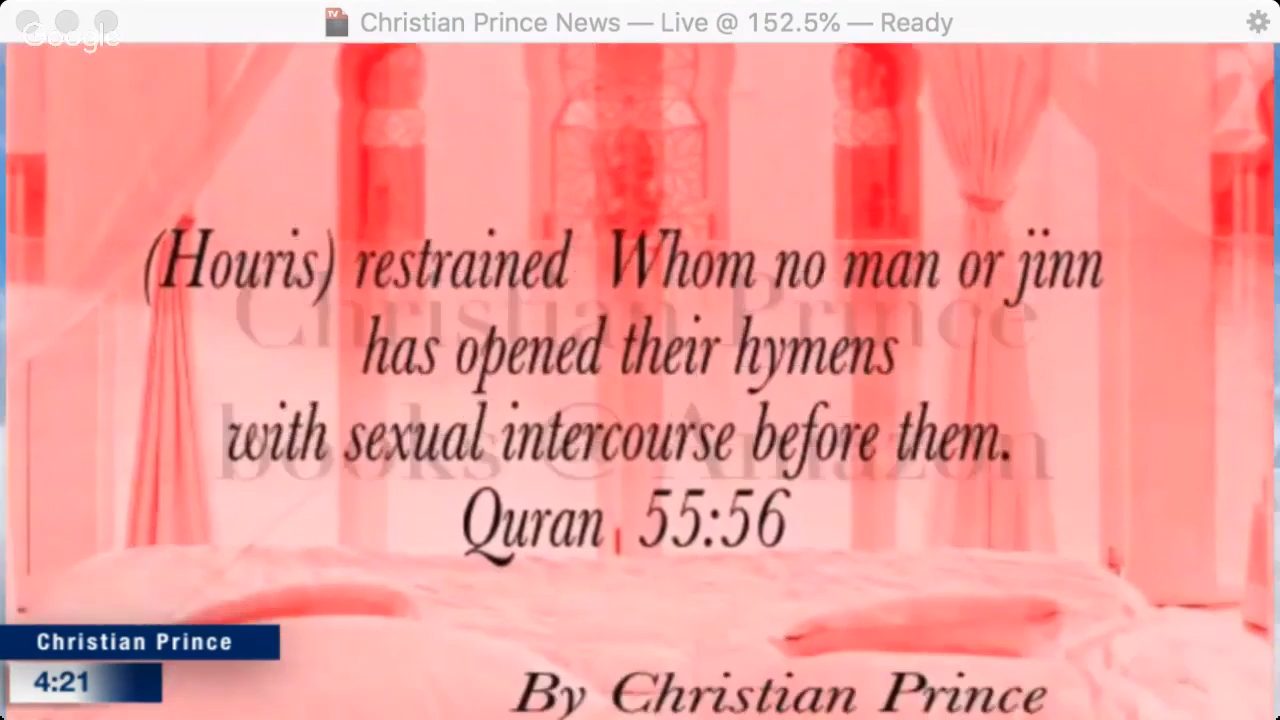 Christian Prince News — Live @ 152.5% — Ready
Google
(Houris) restrained Whom no man or jinn
Christian Prince
has opened their hymens
with sexual intercourse before them.
books @ Amazon
Quran 55:56
Christian Prince
4:21
By Christian Prince